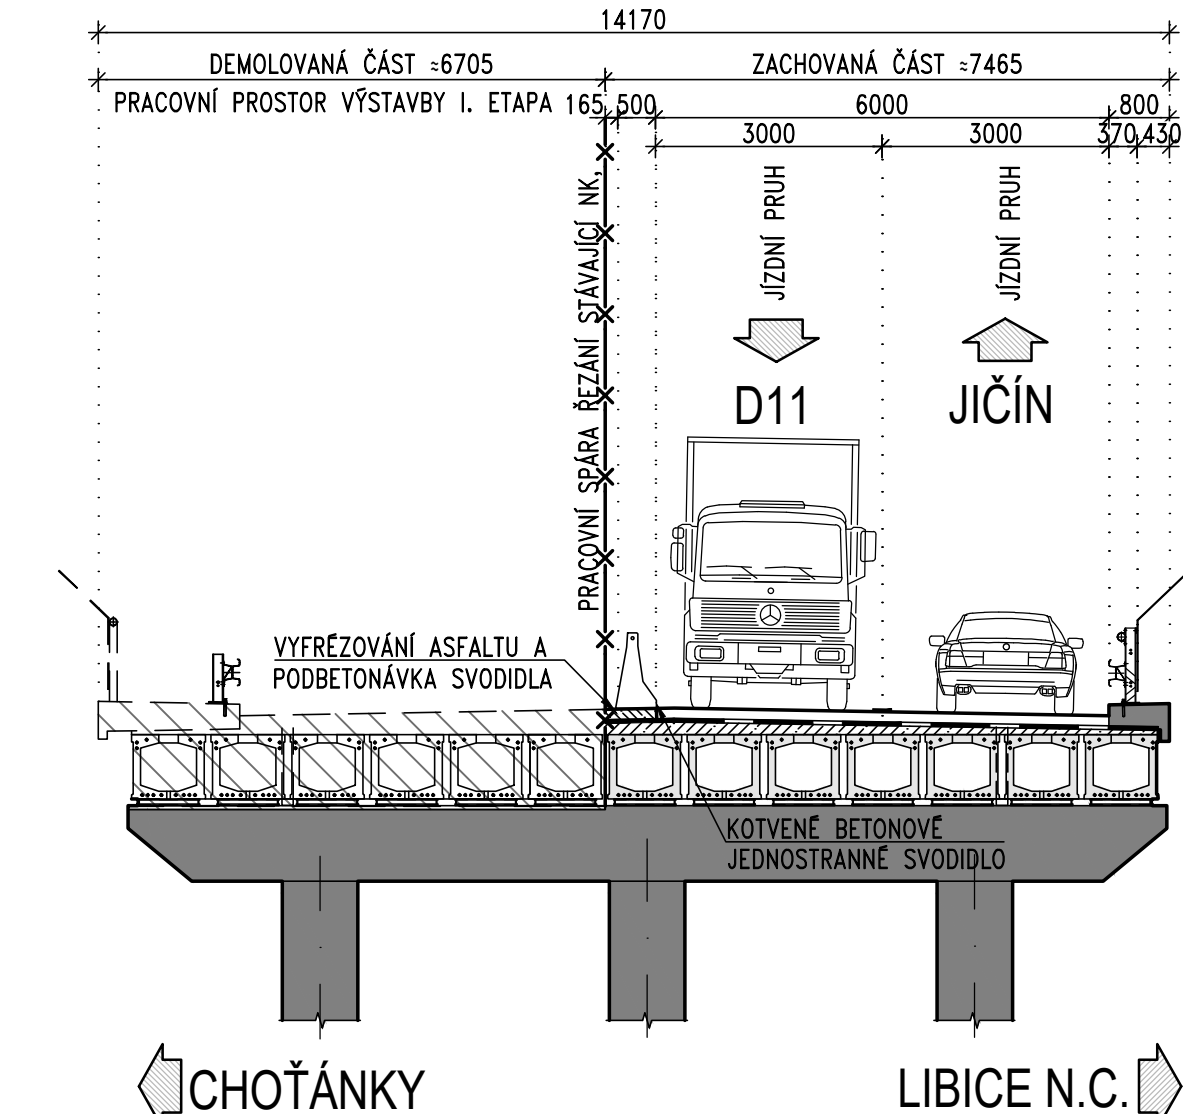 14170
DEMOLOVANÁ ČÁST ≈6705
ZACHOVANÁ ČÁST ≈7465
PRACOVNÍ PROSTOR VÝSTAVBY I. ETAPA
165
500
6000
800
3000
3000
370
430
PRACOVNÍ SPÁRA ŘEZÁNÍ STÁVAJÍCÍ NK,
JÍZDNÍ PRUH
JÍZDNÍ PRUH
D11
JIČÍN
VYFRÉZOVÁNÍ ASFALTU A
PODBETONÁVKA SVODIDLA
KOTVENÉ BETONOVÉ
JEDNOSTRANNÉ SVODIDLO
CHOŤÁNKY
LIBICE N.C.